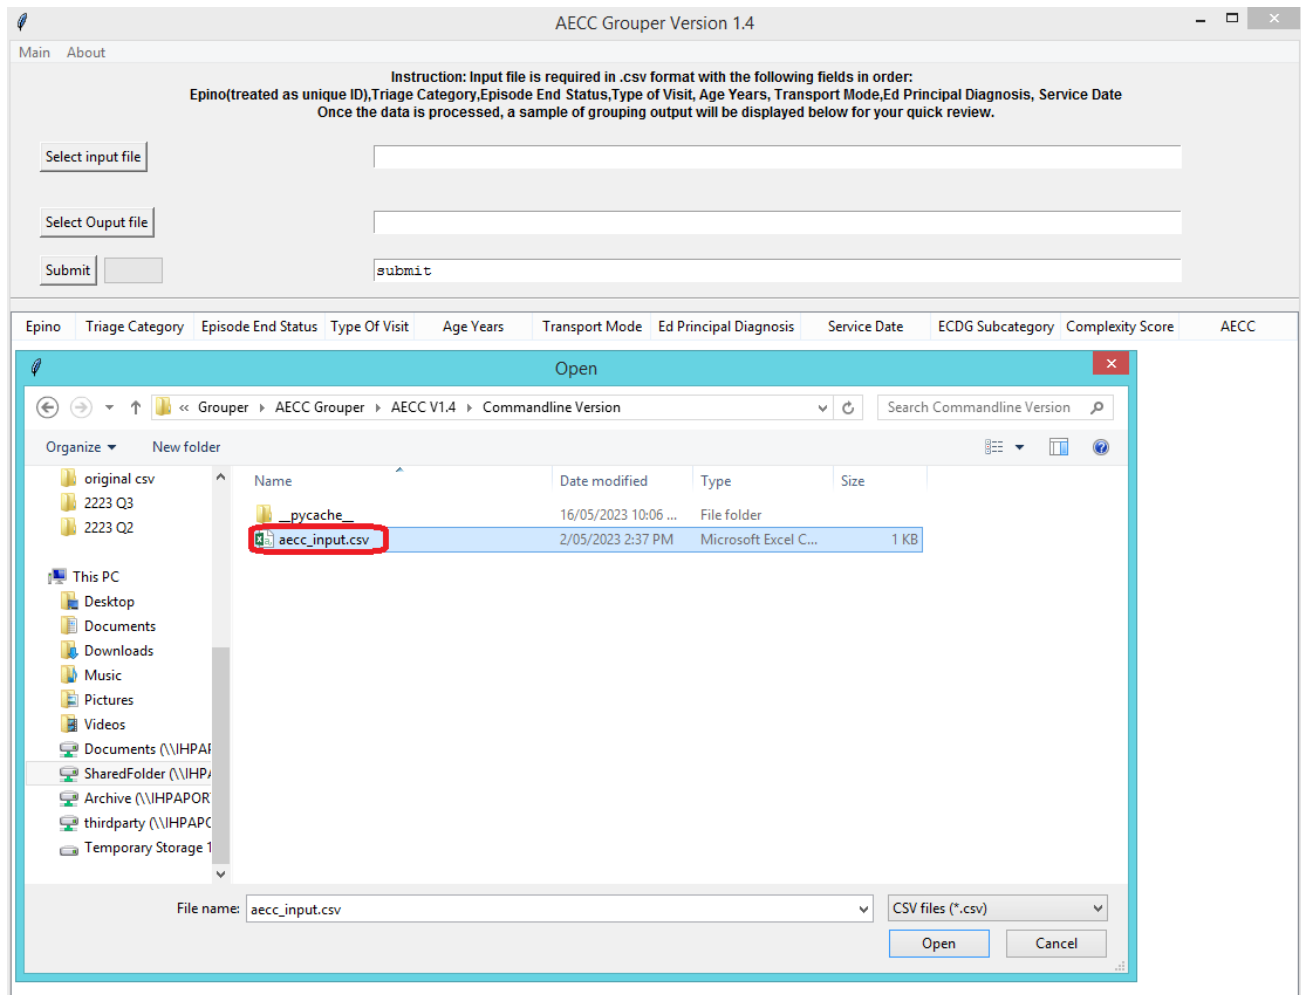 AECC Grouper Version 1.4
Main About
Instruction: Input file is required in .csv format with the following fields in order:
Epino(treated as unique ID),Triage Category,Episode End Status,Type of Visit, Age Years, Transport Mode,Ed Principal Diagnosis, Service Date
Once the data is processed, a sample of grouping output will be displayed below for your quick review.
Select input file
Select Ouput file
Submit submit
Epino Triage Category Episode End Status Type Of Visit Age Years Transport Mode Ed Principal Diagnosis Service Date ECDG Subcategory Complexity Score AECC
Open
« Grouper AECC Grouper AECC V1.4 Commandline Version Search Commandline Version
Organize New folder
Name Date modified Type Size
original csv
2223 Q3
2223 Q2
__pycache__ 16/05/2023 10:06 ... File folder
aecc_input.csv 2/05/2023 2:37 PM Microsoft Excel C... 1 KB
This PC
Desktop
Documents
Downloads
Music
Pictures
Videos
Documents (\\IHPAP
SharedFolder (\\IHPA
Archive (\\IHPAPOR
thirdparty (\\IHPAPO
Temporary Storage 1
File name: aecc_input.csv CSV files (*.csv)
Open Cancel